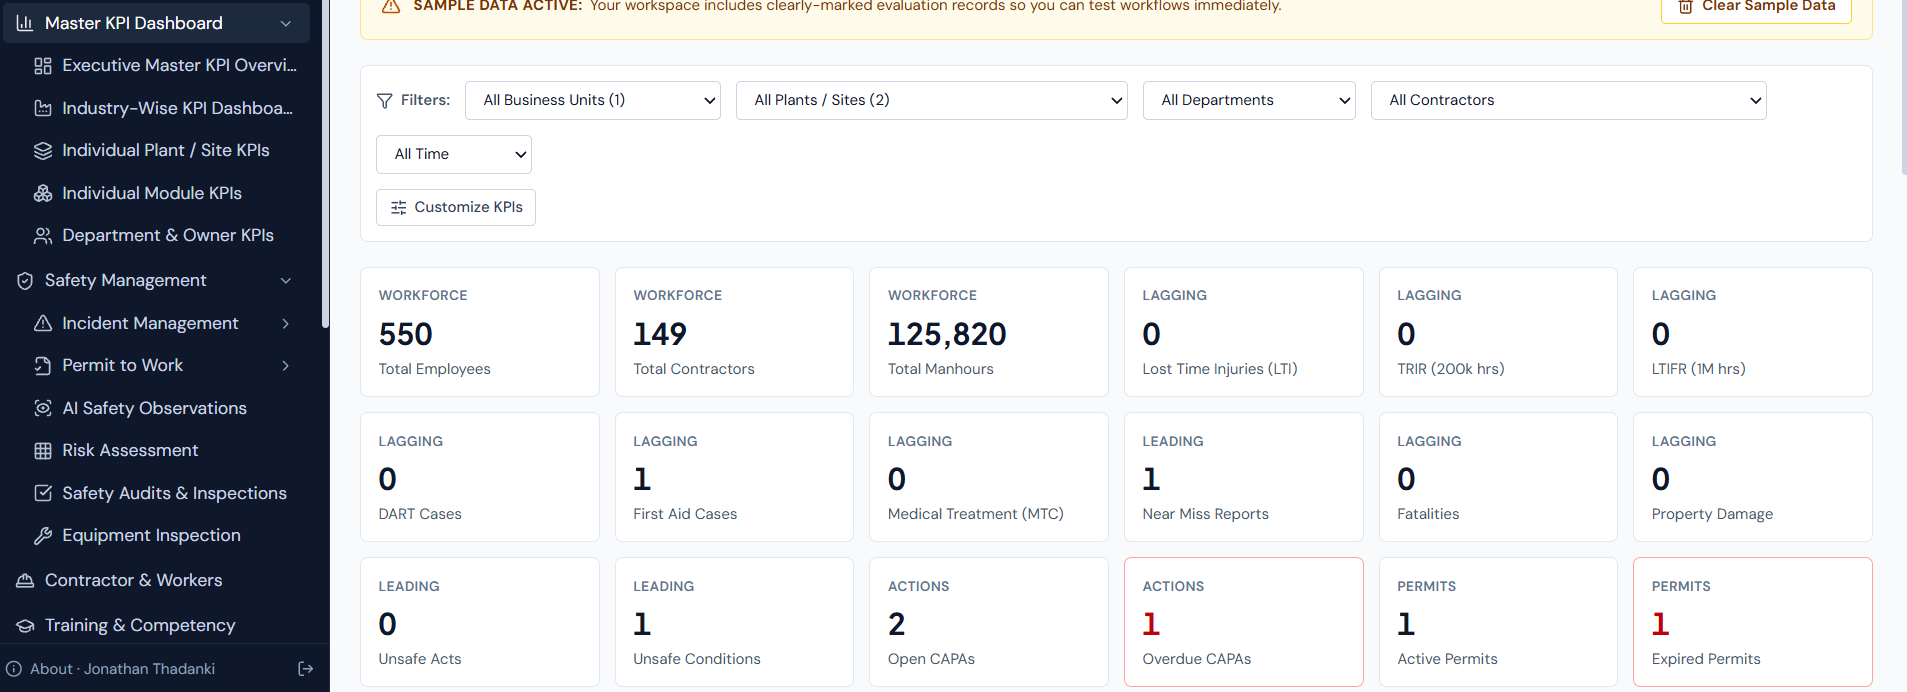 Master KPI Dashboard
Executive Master KPI Overvi...
Industry-Wise KPI Dashboa...
Individual Plant / Site KPIs
Individual Module KPIs
Department & Owner KPIs
Safety Management
Incident Management
Permit to Work
AI Safety Observations
Risk Assessment
Safety Audits & Inspections
Equipment Inspection
Contractor & Workers
Training & Competency
About · Jonathan Thadanki
SAMPLE DATA ACTIVE: Your workspace includes clearly-marked evaluation records so you can test workflows immediately.
Clear Sample Data
Filters: All Business Units (1) All Plants / Sites (2) All Departments All Contractors
All Time
Customize KPIs
WORKFORCE
550
Total Employees
WORKFORCE
149
Total Contractors
WORKFORCE
125,820
Total Manhours
LAGGING
0
Lost Time Injuries (LTI)
LAGGING
0
TRIR (200k hrs)
LAGGING
0
LTIFR (1M hrs)
LAGGING
0
DART Cases
LAGGING
1
First Aid Cases
LAGGING
0
Medical Treatment (MTC)
LEADING
1
Near Miss Reports
LAGGING
0
Fatalities
LAGGING
0
Property Damage
LEADING
0
Unsafe Acts
LEADING
1
Unsafe Conditions
ACTIONS
2
Open CAPAs
ACTIONS
1
Overdue CAPAs
PERMITS
1
Active Permits
PERMITS
1
Expired Permits